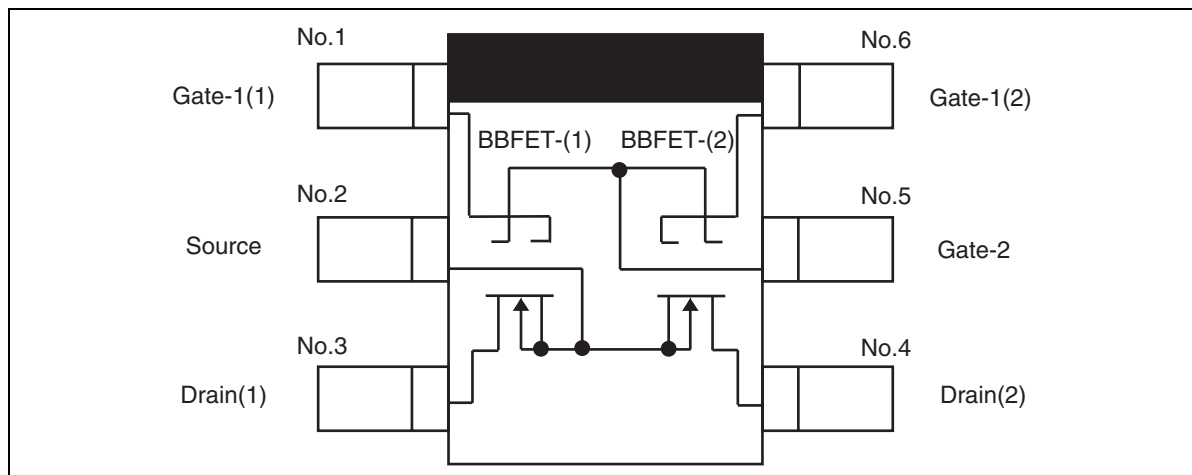 No.1
No.6
Gate-1(1)
Gate-1(2)
BBFET-(1)
BBFET-(2)
No.2
No.5
Source
Gate-2
No.3
No.4
Drain(1)
Drain(2)